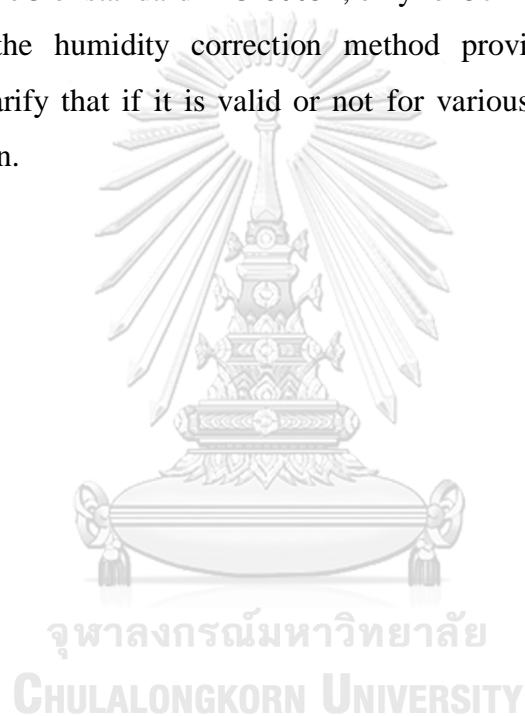 the humidity correction method provi
arify that if it is valid or not for various
n.
จุฬาลงกรณ์มหาวิทยาลัย
CHULALONGKORN UNIVERSITY